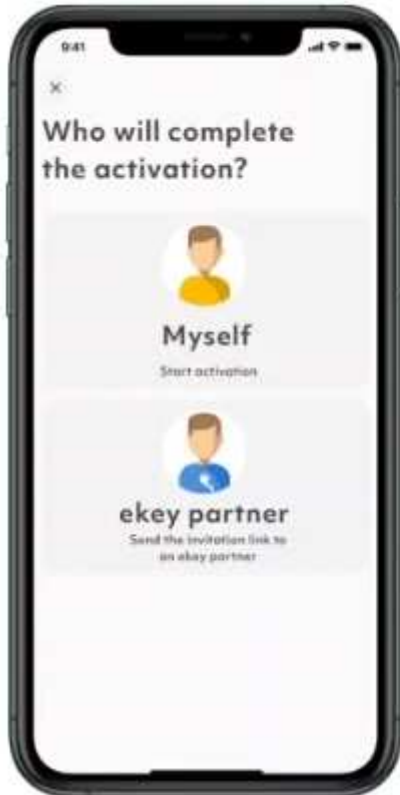 9:41
Who will complete
the activation?
Myself
Start activation
ekey partner
Send the invitation link to
an ekey partner